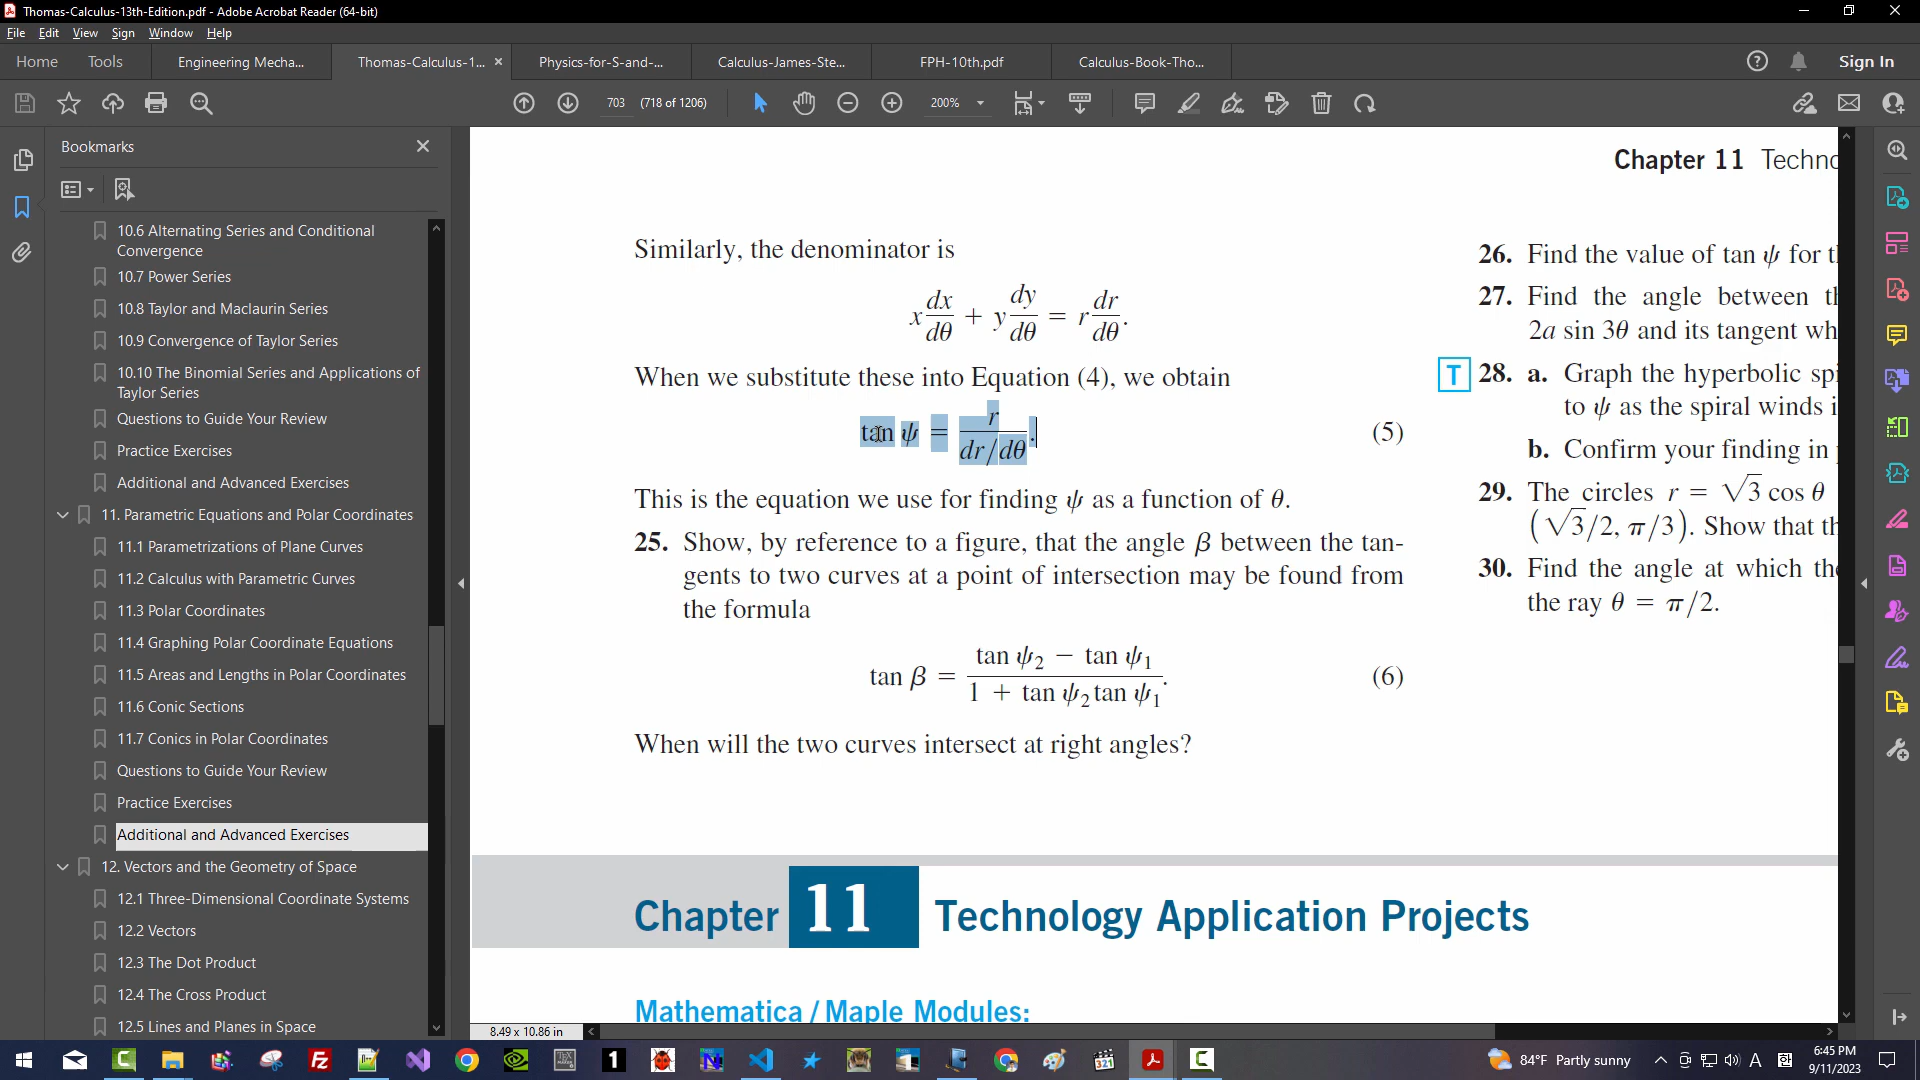 Thomas-Calculus-13th-Edition.pdf - Adobe Acrobat Reader (64-bit)
File Edit View Sign Window Help
Home Tools Engineering Mecha... Thomas-Calculus-1... Physics-for-S-and-... Calculus-James-Ste... FPH-10th.pdf Calculus-Book-Tho... Sign In
703 (718 of 1206) 200%
Bookmarks
10.6 Alternating Series and Conditional
Convergence
10.7 Power Series
10.8 Taylor and Maclaurin Series
10.9 Convergence of Taylor Series
10.10 The Binomial Series and Applications of
Taylor Series
Questions to Guide Your Review
Practice Exercises
Additional and Advanced Exercises
11. Parametric Equations and Polar Coordinates
11.1 Parametrizations of Plane Curves
11.2 Calculus with Parametric Curves
11.3 Polar Coordinates
11.4 Graphing Polar Coordinate Equations
11.5 Areas and Lengths in Polar Coordinates
11.6 Conic Sections
11.7 Conics in Polar Coordinates
Questions to Guide Your Review
Practice Exercises
Additional and Advanced Exercises
12. Vectors and the Geometry of Space
12.1 Three-Dimensional Coordinate Systems
12.2 Vectors
12.3 The Dot Product
12.4 The Cross Product
12.5 Lines and Planes in Space
Chapter 11 Techno
Similarly, the denominator is
x dx/dθ + y dy/dθ = r dr/dθ.
When we substitute these into Equation (4), we obtain
tan ψ = r / (dr/dθ). (5)
This is the equation we use for finding ψ as a function of θ.
25. Show, by reference to a figure, that the angle β between the tan-
gents to two curves at a point of intersection may be found from
the formula
tan β = (tan ψ₂ − tan ψ₁) / (1 + tan ψ₂ tan ψ₁). (6)
When will the two curves intersect at right angles?
26. Find the value of tan ψ for th
27. Find the angle between th
2a sin 3θ and its tangent wh
T 28. a. Graph the hyperbolic spi
to ψ as the spiral winds i
b. Confirm your finding in p
29. The circles r = √3 cos θ
(√3/2, π/3). Show that th
30. Find the angle at which the
the ray θ = π/2.
Chapter 11 Technology Application Projects
Mathematica / Maple Modules:
8.49 x 10.86 in
84°F Partly sunny
A
6:45 PM
9/11/2023